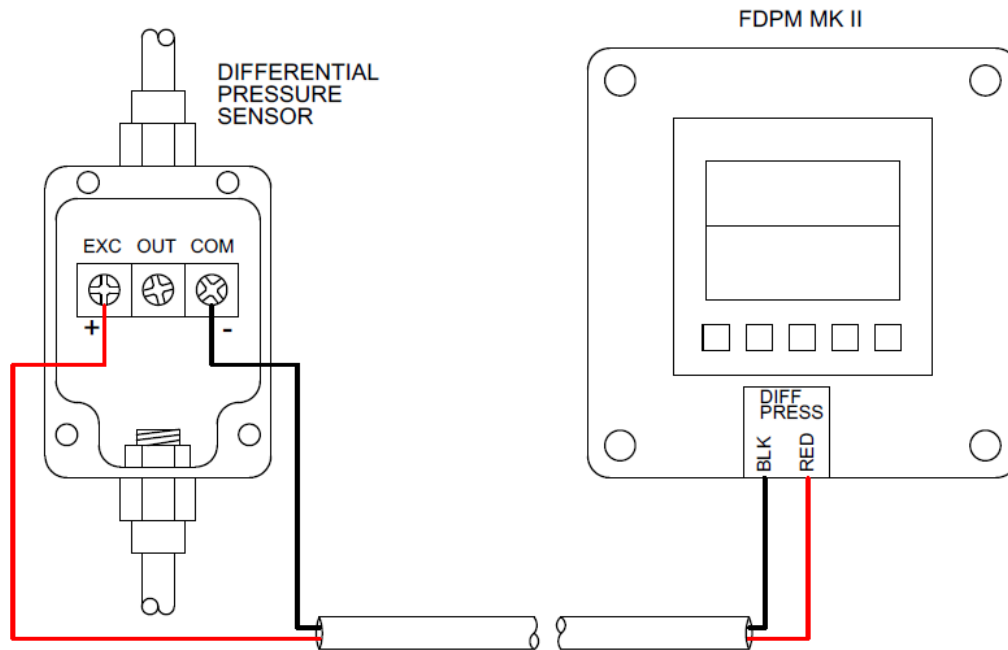 FDPM MK II
DIFFERENTIAL
PRESSURE
SENSOR
EXC OUT COM
+ -
DIFF
PRESS
BLK RED